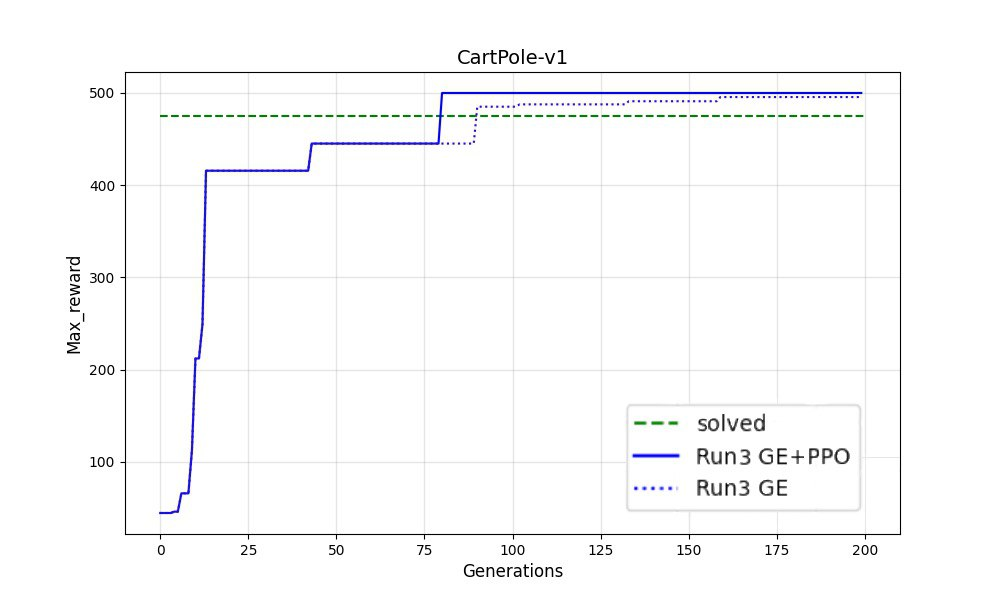 CartPole-v1
500
400
300
200
100
Max_reward
0 25 50 75 100 125 150 175 200
Generations
solved
Run3 GE+PPO
Run3 GE